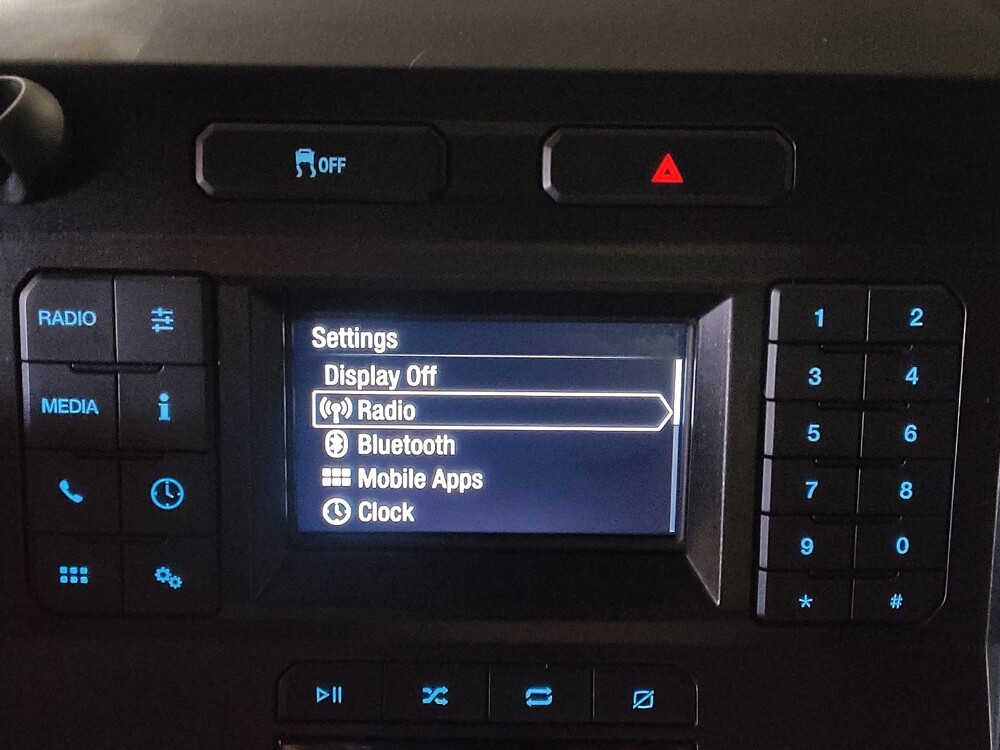 OFF
RADIO
MEDIA
Settings
Display Off
Radio
Bluetooth
Mobile Apps
Clock
1 2
3 4
5 6
7 8
9 0
* #